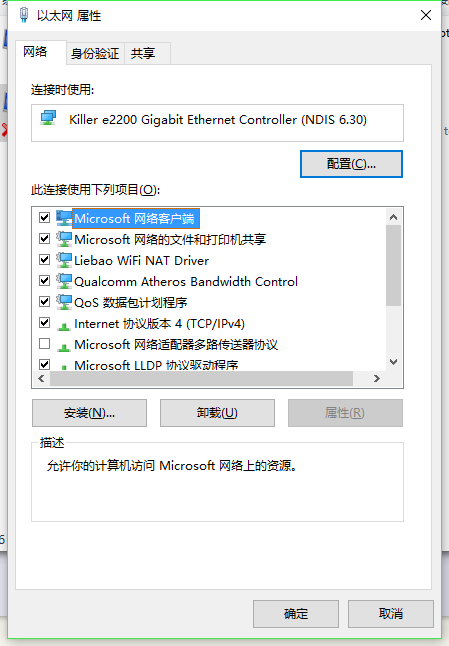 以太网 属性
网络
身份验证
共享
连接时使用:
Killer e2200 Gigabit Ethernet Controller (NDIS 6.30)
配置(C)...
此连接使用下列项目(O):
Microsoft 网络客户端
Microsoft 网络的文件和打印机共享
Liebao WiFi NAT Driver
Qualcomm Atheros Bandwidth Control
QoS 数据包计划程序
Internet 协议版本 4 (TCP/IPv4)
Microsoft 网络适配器多路传送器协议
Microsoft LLDP 协议驱动程序
安装(N)...
卸载(U)
属性(R)
描述
允许你的计算机访问 Microsoft 网络上的资源。
确定
取消